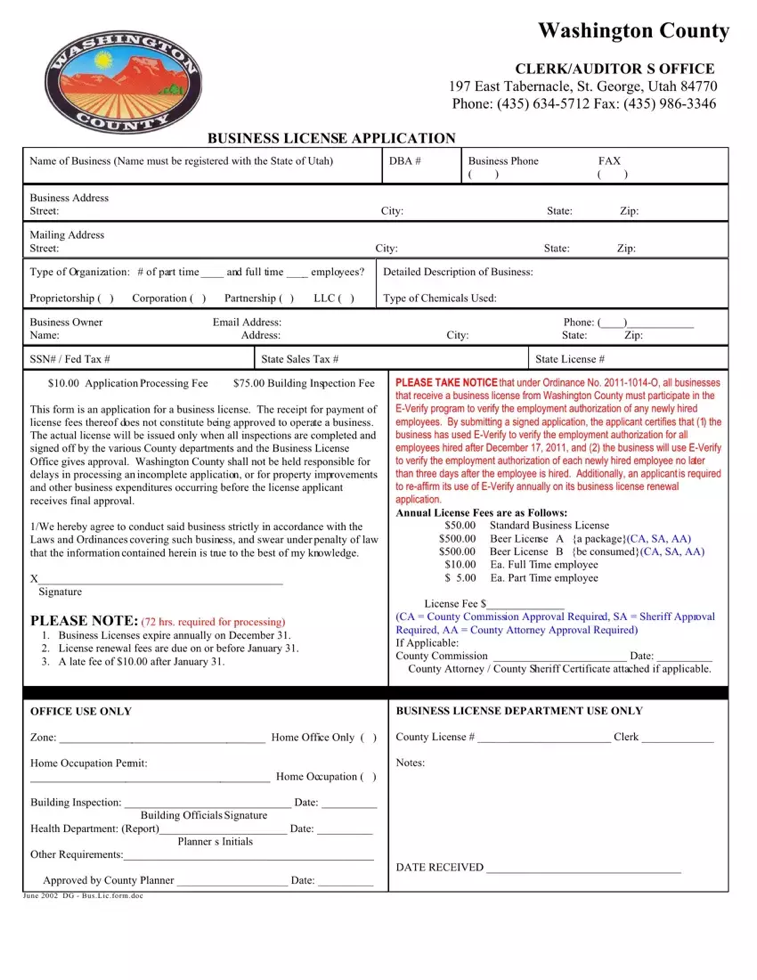 WASHINGTON
COUNTY
Washington County
CLERK/AUDITOR S OFFICE
197 East Tabernacle, St. George, Utah 84770
Phone: (435) 634-5712 Fax: (435) 986-3346
BUSINESS LICENSE APPLICATION
Name of Business (Name must be registered with the State of Utah) DBA # Business Phone FAX
( ) ( )
Business Address
Street: City: State: Zip:
Mailing Address
Street: City: State: Zip:
Type of Organization: # of part time ____ and full time ____ employees? Detailed Description of Business:
Proprietorship ( ) Corporation ( ) Partnership ( ) LLC ( ) Type of Chemicals Used:
Business Owner Email Address: Phone: (____)____________
Name: Address: City: State: Zip:
SSN# / Fed Tax # State Sales Tax # State License #
$10.00 Application Processing Fee $75.00 Building Inspection Fee
This form is an application for a business license. The receipt for payment of
license fees thereof does not constitute being approved to operate a business.
The actual license will be issued only when all inspections are completed and
signed off by the various County departments and the Business License
Office gives approval. Washington County shall not be held responsible for
delays in processing an incomplete application, or for property improvements
and other business expenditures occurring before the license applicant
receives final approval.
1/We hereby agree to conduct said business strictly in accordance with the
Laws and Ordinances covering such business, and swear under penalty of law
that the information contained herein is true to the best of my knowledge.
X____________________________________________
Signature
PLEASE NOTE: (72 hrs. required for processing)
1. Business Licenses expire annually on December 31.
2. License renewal fees are due on or before January 31.
3. A late fee of $10.00 after January 31.
PLEASE TAKE NOTICE that under Ordinance No. 2011-1014-O, all businesses
that receive a business license from Washington County must participate in the
E-Verify program to verify the employment authorization of any newly hired
employees. By submitting a signed application, the applicant certifies that (1) the
business has used E-Verify to verify the employment authorization for all
employees hired after December 17, 2011, and (2) the business will use E-Verify
to verify the employment authorization of each newly hired employee no later
than three days after the employee is hired. Additionally, an applicant is required
to re-affirm its use of E-Verify annually on its business license renewal
application.
Annual License Fees are as Follows:
$50.00 Standard Business License
$500.00 Beer License A {a package}(CA, SA, AA)
$500.00 Beer License B {be consumed}(CA, SA, AA)
$10.00 Ea. Full Time employee
$ 5.00 Ea. Part Time employee
License Fee $______________
(CA = County Commission Approval Required, SA = Sheriff Approval
Required, AA = County Attorney Approval Required)
If Applicable:
County Commission ________________________ Date: __________
County Attorney / County Sheriff Certificate attached if applicable.
OFFICE USE ONLY
Zone: _____________________________________ Home Office Only ( )
Home Occupation Permit:
___________________________________________ Home Occupation ( )
Building Inspection: ______________________________ Date: __________
Building Officials Signature
Health Department: (Report)_______________________ Date: __________
Planner s Initials
Other Requirements:_____________________________________________
Approved by County Planner ____________________ Date: __________
BUSINESS LICENSE DEPARTMENT USE ONLY
County License # ________________________ Clerk _____________
Notes:
DATE RECEIVED ___________________________________
June 2002 DG - Bus.Lic.form.doc